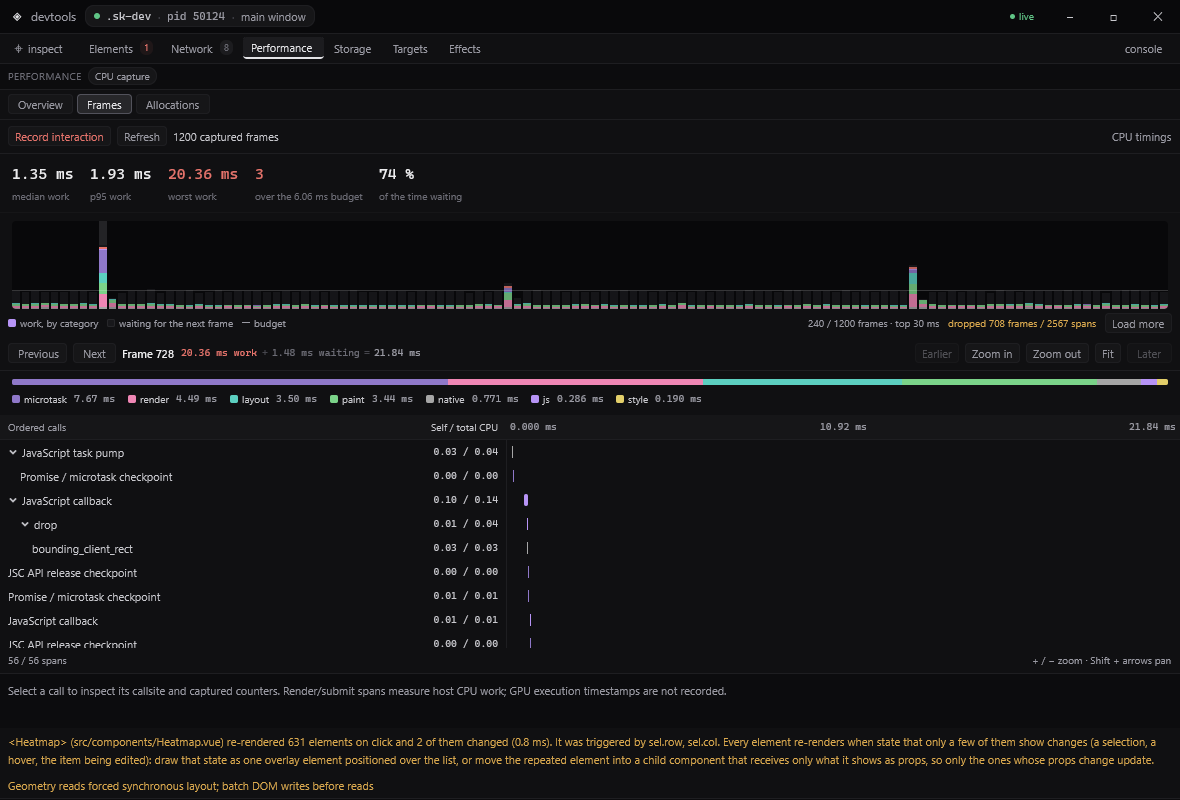 devtools .sk-dev · pid 50124 · main window live
inspect Elements 1 Network 8 Performance Storage Targets Effects console
PERFORMANCE CPU capture
Overview Frames Allocations
Record interaction Refresh 1200 captured frames CPU timings
1.35 ms 1.93 ms 20.36 ms 3 74 %
median work p95 work worst work over the 6.06 ms budget of the time waiting
work, by category waiting for the next frame budget 240 / 1200 frames · top 30 ms dropped 708 frames / 2567 spans Load more
Previous Next Frame 728 20.36 ms work + 1.48 ms waiting = 21.84 ms Earlier Zoom in Zoom out Fit Later
microtask 7.67 ms render 4.49 ms layout 3.50 ms paint 3.44 ms native 0.771 ms js 0.286 ms style 0.190 ms
Ordered calls Self / total CPU 0.000 ms 10.92 ms 21.84 ms
JavaScript task pump 0.03 / 0.04
Promise / microtask checkpoint 0.00 / 0.00
JavaScript callback 0.10 / 0.14
drop 0.01 / 0.04
bounding_client_rect 0.03 / 0.03
JSC API release checkpoint 0.00 / 0.00
Promise / microtask checkpoint 0.01 / 0.01
JavaScript callback 0.01 / 0.01
JSC API release checkpoint 0.00 / 0.00
56 / 56 spans + / − zoom · Shift + arrows pan
Select a call to inspect its callsite and captured counters. Render/submit spans measure host CPU work; GPU execution timestamps are not recorded.
<Heatmap> (src/components/Heatmap.vue) re-rendered 631 elements on click and 2 of them changed (0.8 ms). It was triggered by sel.row, sel.col. Every element re-renders when state that only a few of them show changes (a selection, a
hover, the item being edited): draw that state as one overlay element positioned over the list, or move the repeated element into a child component that receives only what it shows as props, so only the ones whose props change update.
Geometry reads forced synchronous layout; batch DOM writes before reads